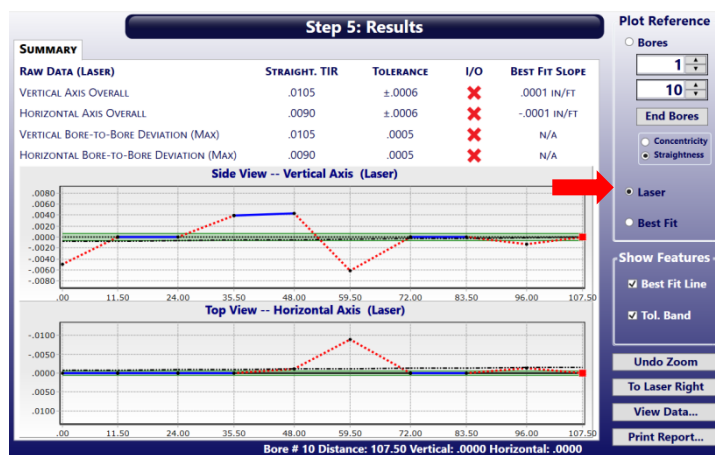 Step 5: Results
SUMMARY
RAW DATA (LASER) STRAIGHT. TIR TOLERANCE I/O BEST FIT SLOPE
VERTICAL AXIS OVERALL .0105 ±.0006 .0001 IN/FT
HORIZONTAL AXIS OVERALL .0090 ±.0006 -.0001 IN/FT
VERTICAL BORE-TO-BORE DEVIATION (MAX) .0105 .0005 N/A
HORIZONTAL BORE-TO-BORE DEVIATION (MAX) .0090 .0005 N/A
Side View -- Vertical Axis (Laser)
.0080
.0060
.0040
.0020
.0000
-.0020
-.0040
-.0060
-.0080
.00 11.50 24.00 35.50 48.00 59.50 72.00 83.50 96.00 107.50
Top View -- Horizontal Axis (Laser)
-.0100
-.0050
.0000
.0050
.0100
.00 11.50 24.00 35.50 48.00 59.50 72.00 83.50 96.00 107.50
Bore # 10 Distance: 107.50 Vertical: .0000 Horizontal: .0000
Plot Reference
Bores
1
10
End Bores
Concentricity
Straightness
Laser
Best Fit
Show Features
Best Fit Line
Tol. Band
Undo Zoom
To Laser Right
View Data...
Print Report...